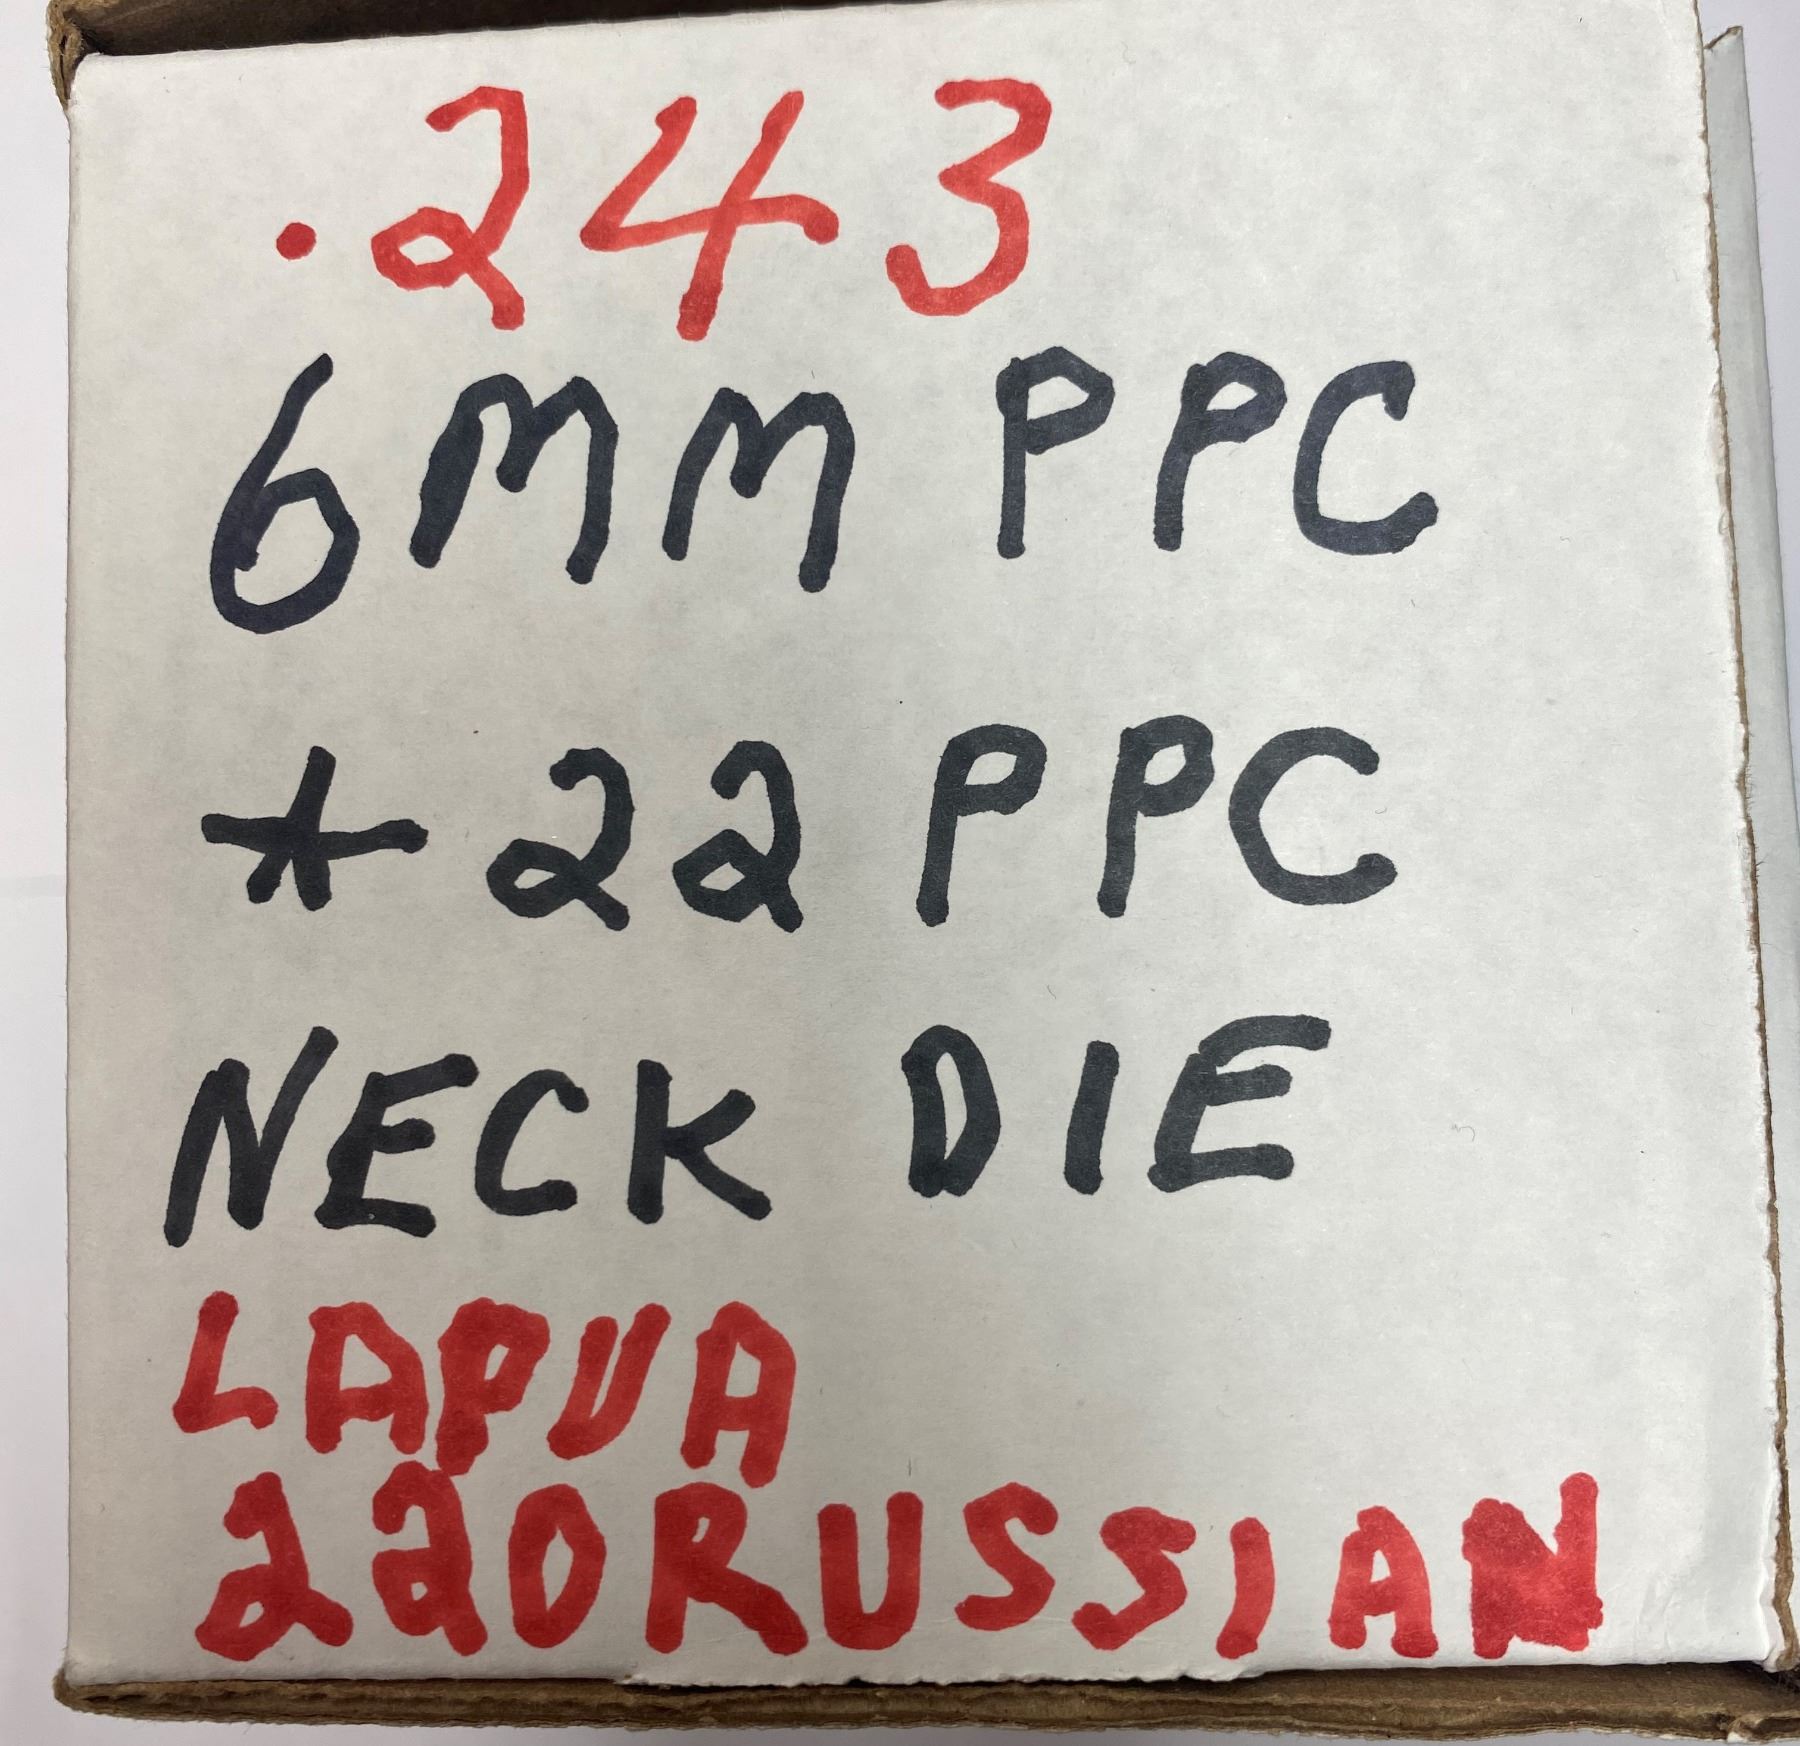 .243
6MM PPC
* 22 PPC
NECK DIE
LAPUA
220RUSSIAN